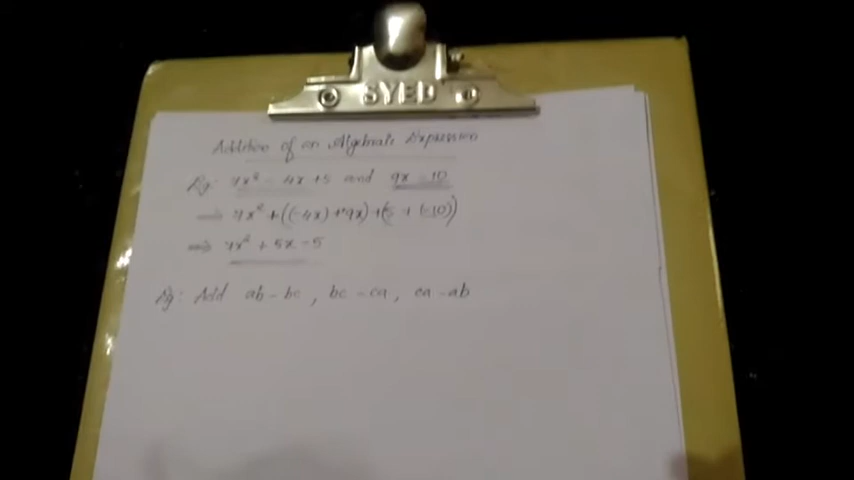 SYED
Addition of an Algebraic Expression
Eg: 7x² - 4x + 5 and 9x - 10
⇒ 7x² + ((-4x) + 9x) + (5 + (-10))
⇒ 7x² + 5x - 5
Eg: Add ab - bc, bc - ca, ca - ab